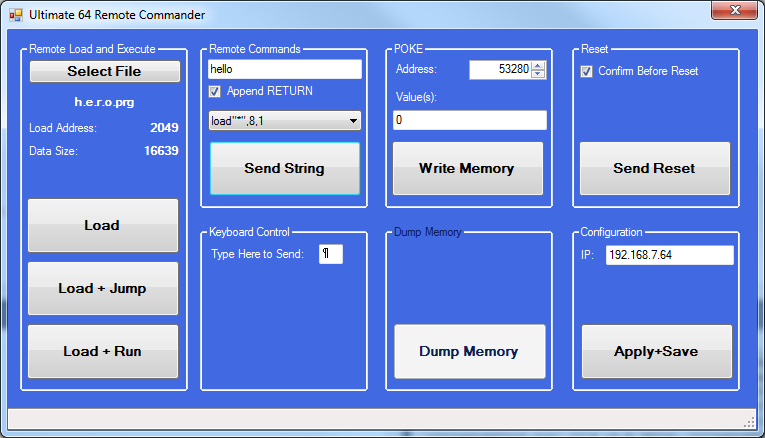 Ultimate 64 Remote Commander
Remote Load and Execute
Select File
h.e.r.o.prg
Load Address: 2049
Data Size: 16639
Load
Load + Jump
Load + Run
Remote Commands
hello
Append RETURN
load"*",8,1
Send String
Keyboard Control
Type Here to Send: ¶
POKE
Address: 53280
Value(s):
0
Write Memory
Dump Memory
Dump Memory
Reset
Confirm Before Reset
Send Reset
Configuration
IP: 192.168.7.64
Apply+Save